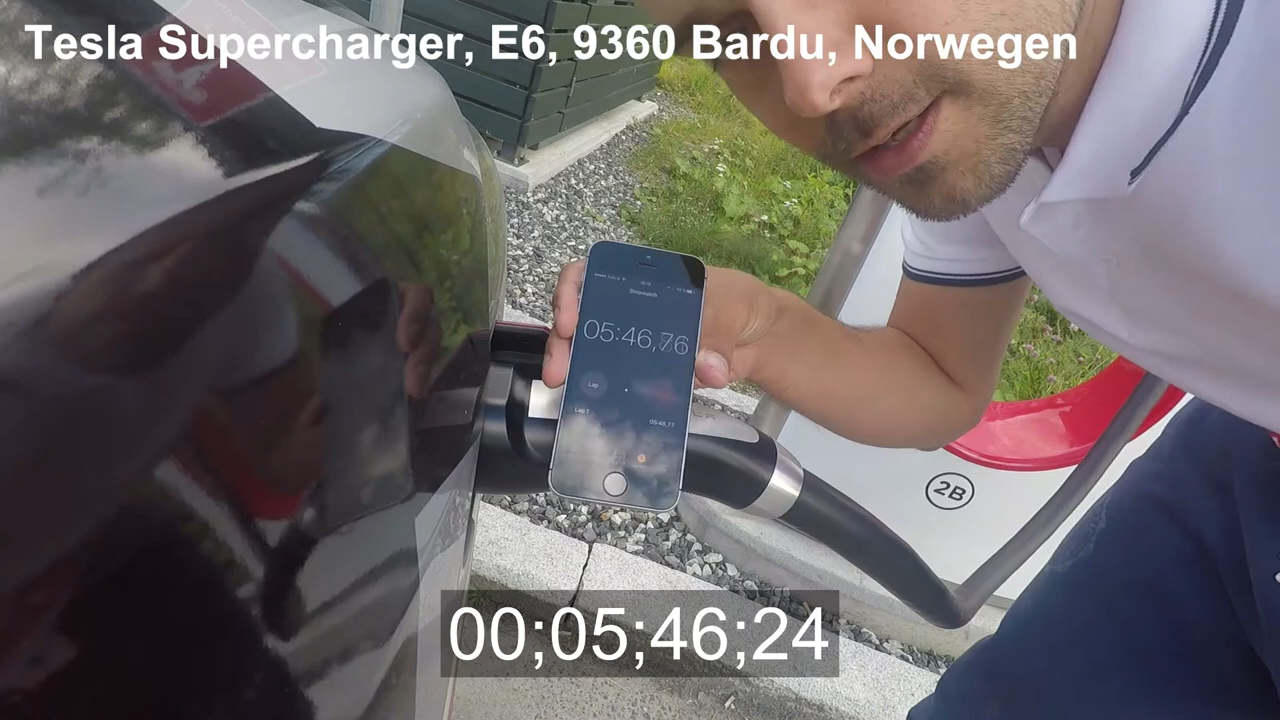 Tesla Supercharger, E6, 9360 Bardu, Norwegen
Stopwatch
05:46,76
Lap
Lap 1
05:46,77
2B
00;05;46;24